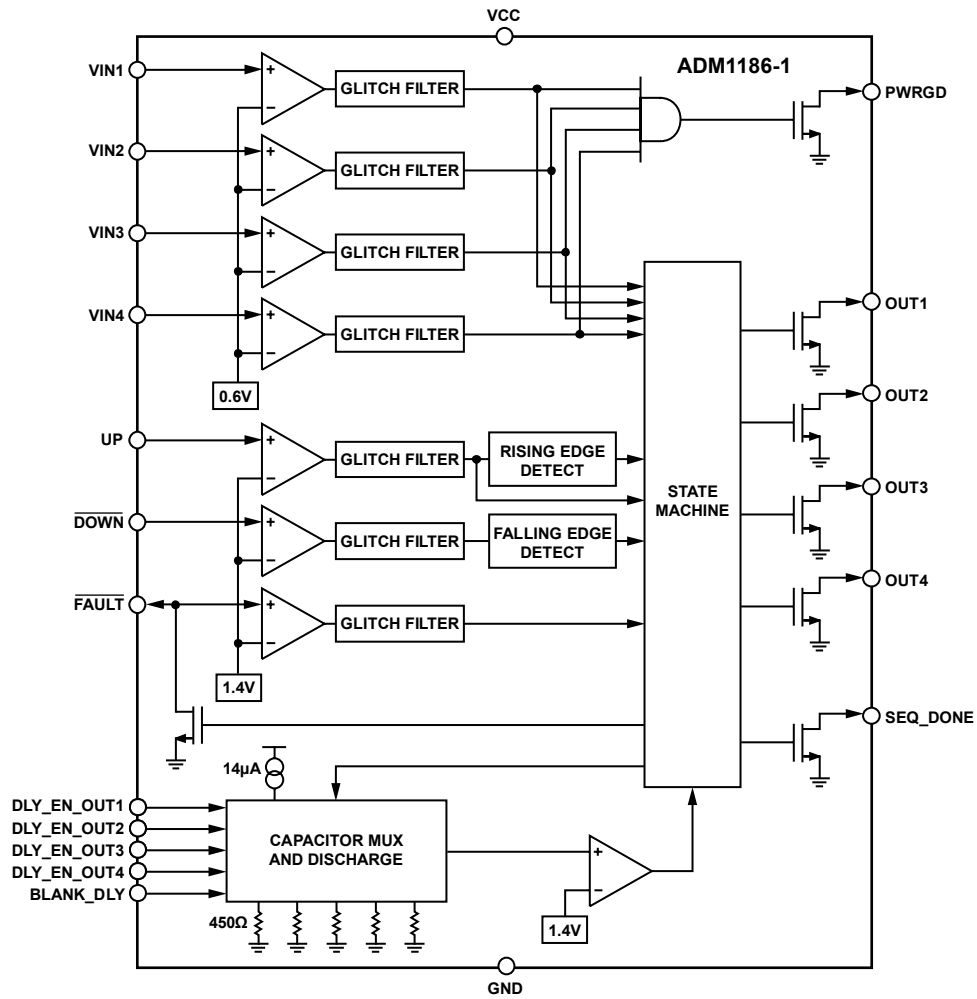 VCC
ADM1186-1
VIN1
+
−
GLITCH FILTER
PWRGD
VIN2
+
−
GLITCH FILTER
VIN3
+
−
GLITCH FILTER
VIN4
+
−
GLITCH FILTER
OUT1
0.6V
OUT2
UP
+
−
GLITCH FILTER
RISING EDGE
DETECT
STATE
MACHINE
OUT3
DOWN
+
−
GLITCH FILTER
FALLING EDGE
DETECT
OUT4
FAULT
+
−
GLITCH FILTER
1.4V
SEQ_DONE
14µA
DLY_EN_OUT1
DLY_EN_OUT2
DLY_EN_OUT3
DLY_EN_OUT4
BLANK_DLY
CAPACITOR MUX
AND DISCHARGE
+
−
450Ω
1.4V
GND